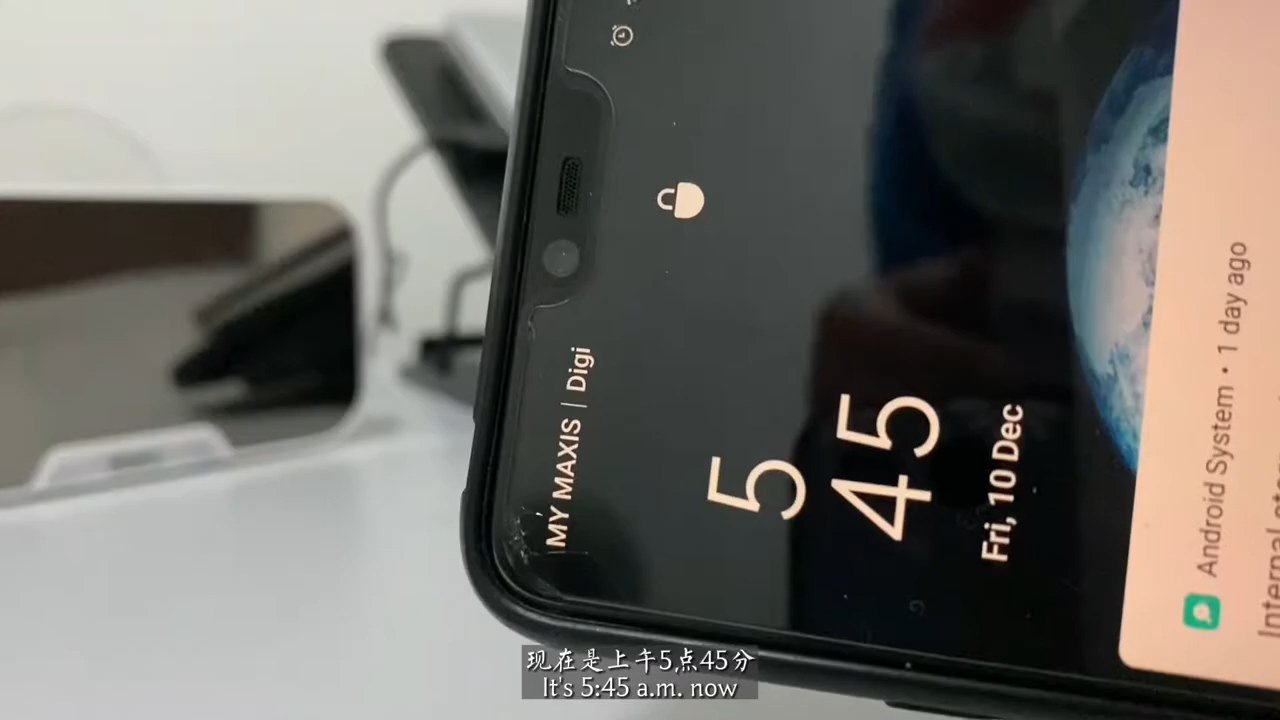 MY MAXIS | Digi
5
45
Fri, 10 Dec
Android System • 1 day ago
现在是上午5点45分
It's 5:45 a.m. now